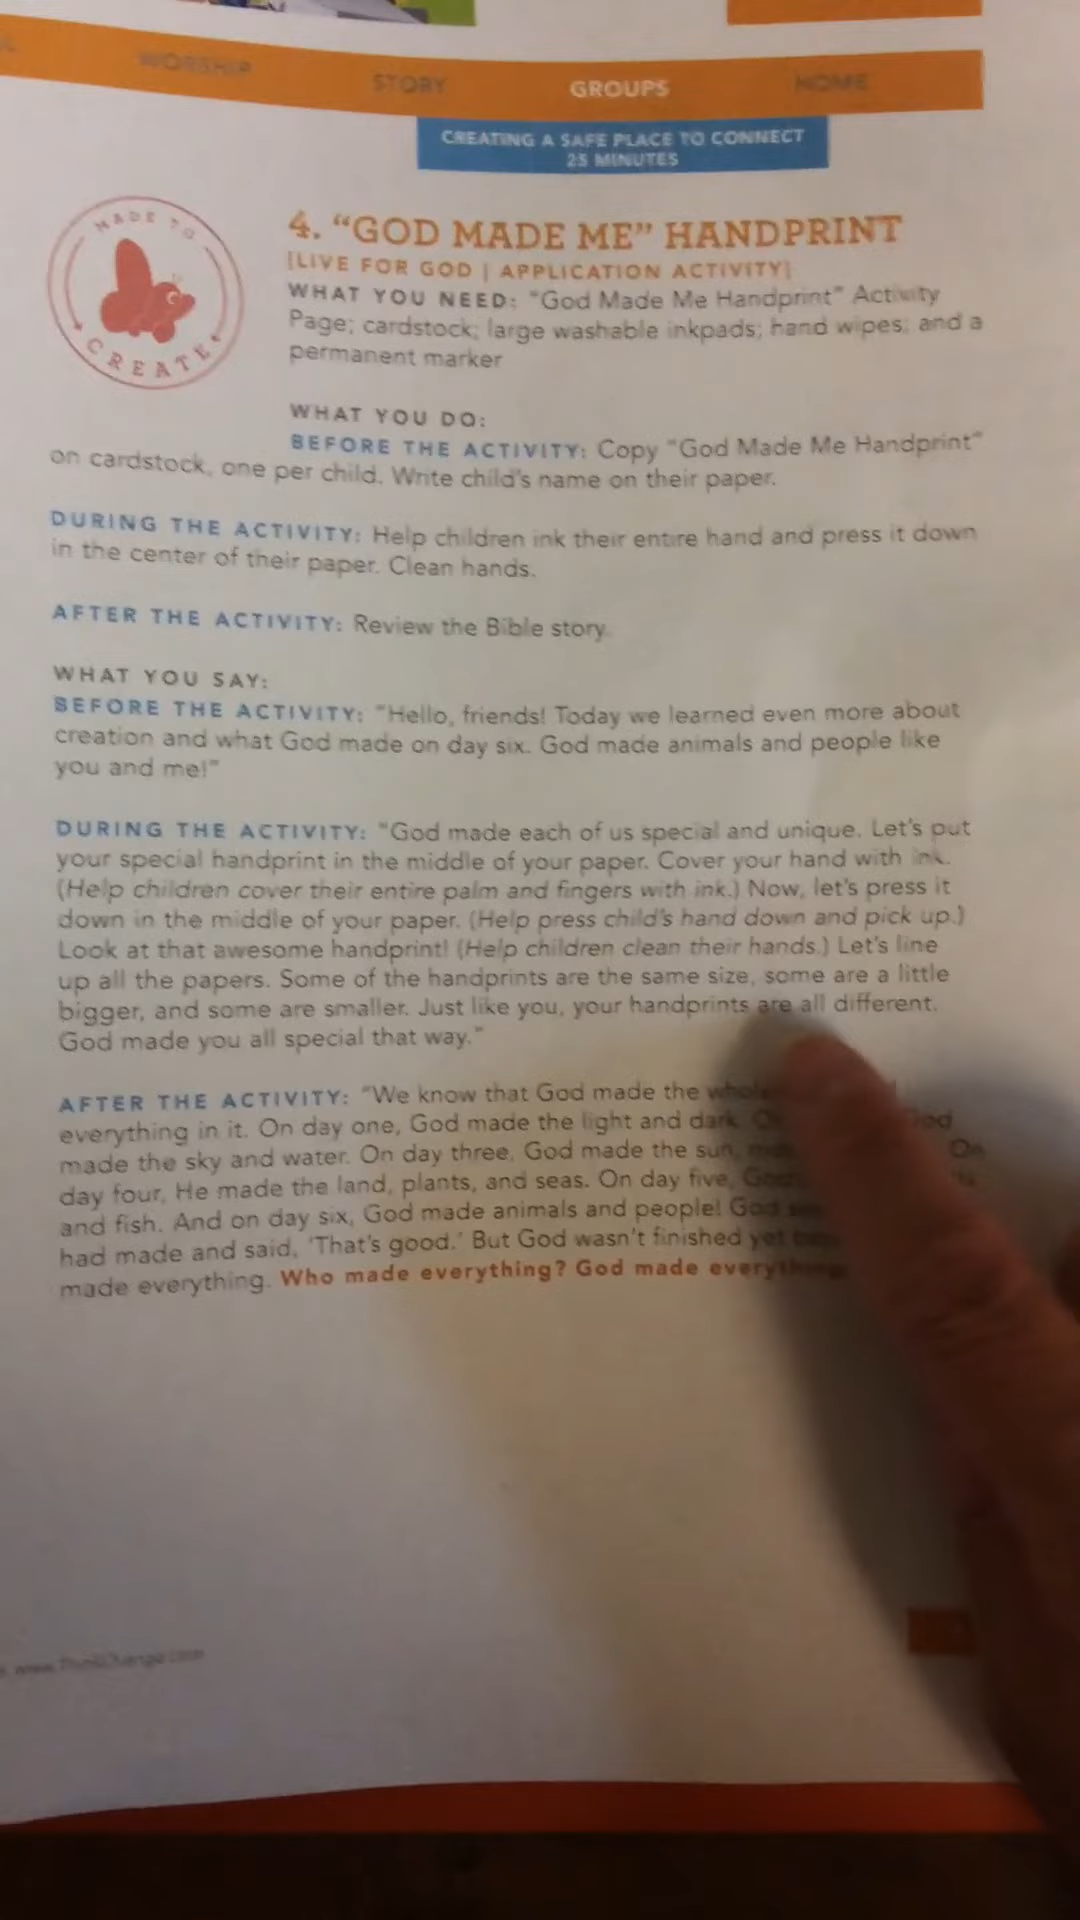 WORSHIP STORY GROUPS HOME
CREATING A SAFE PLACE TO CONNECT
25 MINUTES
MADE TO
CREATE
4. “GOD MADE ME” HANDPRINT
[LIVE FOR GOD | APPLICATION ACTIVITY]
WHAT YOU NEED: “God Made Me Handprint” Activity
Page; cardstock; large washable inkpads; hand wipes; and a
permanent marker
WHAT YOU DO:
BEFORE THE ACTIVITY: Copy “God Made Me Handprint”
on cardstock, one per child. Write child’s name on their paper.
DURING THE ACTIVITY: Help children ink their entire hand and press it down
in the center of their paper. Clean hands.
AFTER THE ACTIVITY: Review the Bible story.
WHAT YOU SAY:
BEFORE THE ACTIVITY: “Hello, friends! Today we learned even more about
creation and what God made on day six. God made animals and people like
you and me!”
DURING THE ACTIVITY: “God made each of us special and unique. Let’s put
your special handprint in the middle of your paper. Cover your hand with ink.
(Help children cover their entire palm and fingers with ink.) Now, let’s press it
down in the middle of your paper. (Help press child’s hand down and pick up.)
Look at that awesome handprint! (Help children clean their hands.) Let’s line
up all the papers. Some of the handprints are the same size, some are a little
bigger, and some are smaller. Just like you, your handprints are all different.
God made you all special that way.”
AFTER THE ACTIVITY: “We know that God made the whole
everything in it. On day one, God made the light and dark. God
made the sky and water. On day three, God made the sun, On
day four, He made the land, plants, and seas. On day five, God
and fish. And on day six, God made animals and people! God
had made and said, ‘That’s good.’ But God wasn’t finished yet
made everything. Who made everything? God made everything